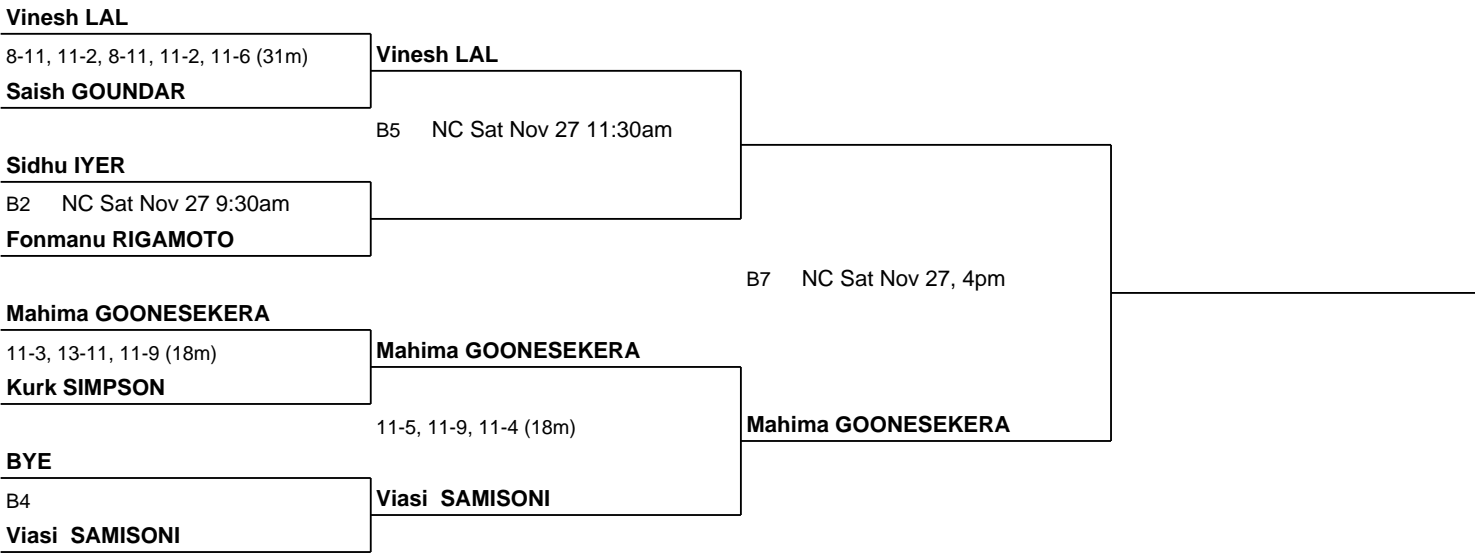 Vinesh LAL
8-11, 11-2, 8-11, 11-2, 11-6 (31m)
Vinesh LAL
Saish GOUNDAR
B5 NC Sat Nov 27 11:30am
Sidhu IYER
B2 NC Sat Nov 27 9:30am
Fonmanu RIGAMOTO
B7 NC Sat Nov 27, 4pm
Mahima GOONESEKERA
11-3, 13-11, 11-9 (18m)
Mahima GOONESEKERA
Kurk SIMPSON
11-5, 11-9, 11-4 (18m)
Mahima GOONESEKERA
BYE
B4
Viasi SAMISONI
Viasi SAMISONI